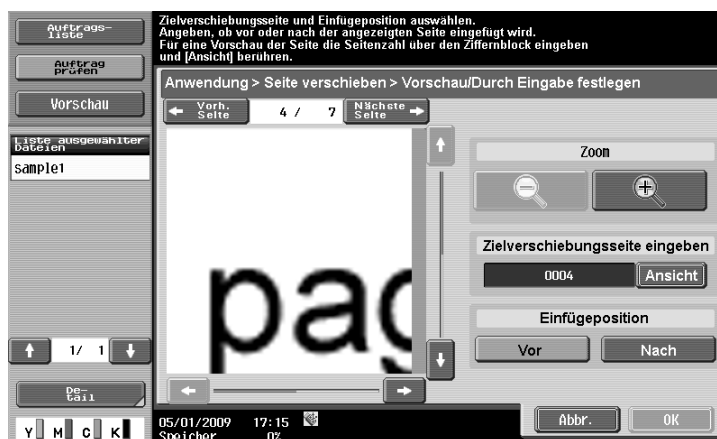 Zielverschiebungsseite und Einfügeposition auswählen.
Angeben, ob vor oder nach der angezeigten Seite eingefügt wird.
Für eine Vorschau der Seite die Seitenzahl über den Ziffernblock eingeben
und [Ansicht] berühren.
Auftrags-
liste
Auftrag
prüfen
Vorschau
Liste ausgewählter
Dateien
sample1
1/ 1
De-
tail
Y M C K
Anwendung > Seite verschieben > Vorschau/Durch Eingabe festlegen
Vorh.
Seite
4 / 7
Nächste
Seite
pag
Zoom
Zielverschiebungsseite eingeben
0004
Ansicht
Einfügeposition
Vor
Nach
05/01/2009 17:15
Speicher 0%
Abbr.
OK